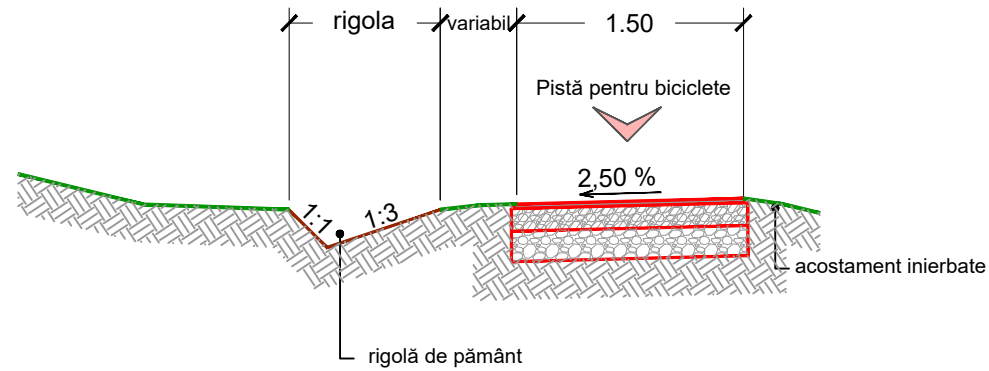 rigola
variabil
1.50
Pistă pentru biciclete
2,50 %
1:1
1:3
acostament inierbate
rigolă de pământ